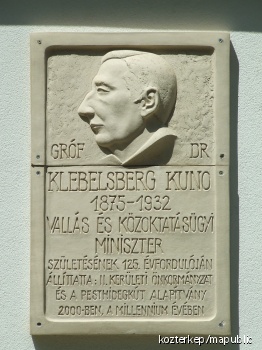 GRÓF DR
KLEBELSBERG KUNO
1875-1932
VALLÁS ÉS KÖZOKTATÁSÜGYI
MINISZTER
SZÜLETÉSÉNEK 125. ÉVFORDULÓJÁN
ÁLLÍTTATTA: II. KERÜLETI ÖNKORMÁNYZAT
ÉS A PESTHIDEGKÚT ALAPÍTVÁNY
2000-BEN, A MILLENNIUM ÉVÉBEN
kozterkep/mapublic